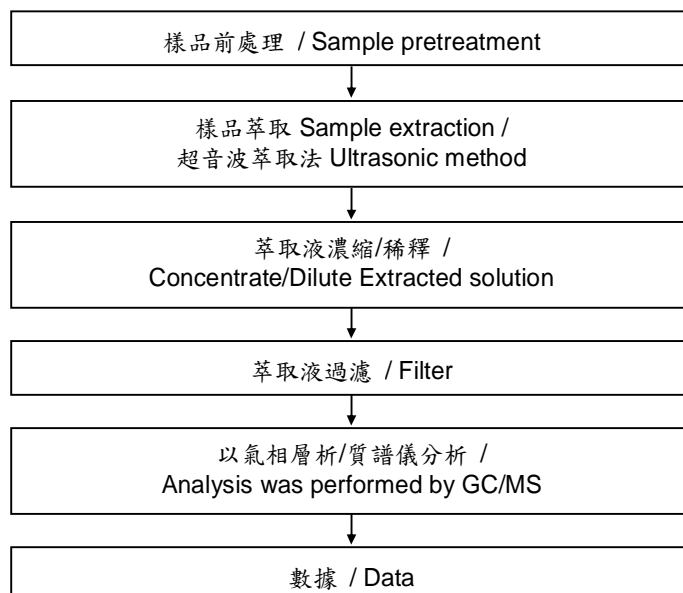 樣品前處理 / Sample pretreatment
樣品萃取 Sample extraction /
超音波萃取法 Ultrasonic method
萃取液濃縮/稀釋 /
Concentrate/Dilute Extracted solution
萃取液過濾 / Filter
以氣相層析/質譜儀分析 /
Analysis was performed by GC/MS
數據 / Data